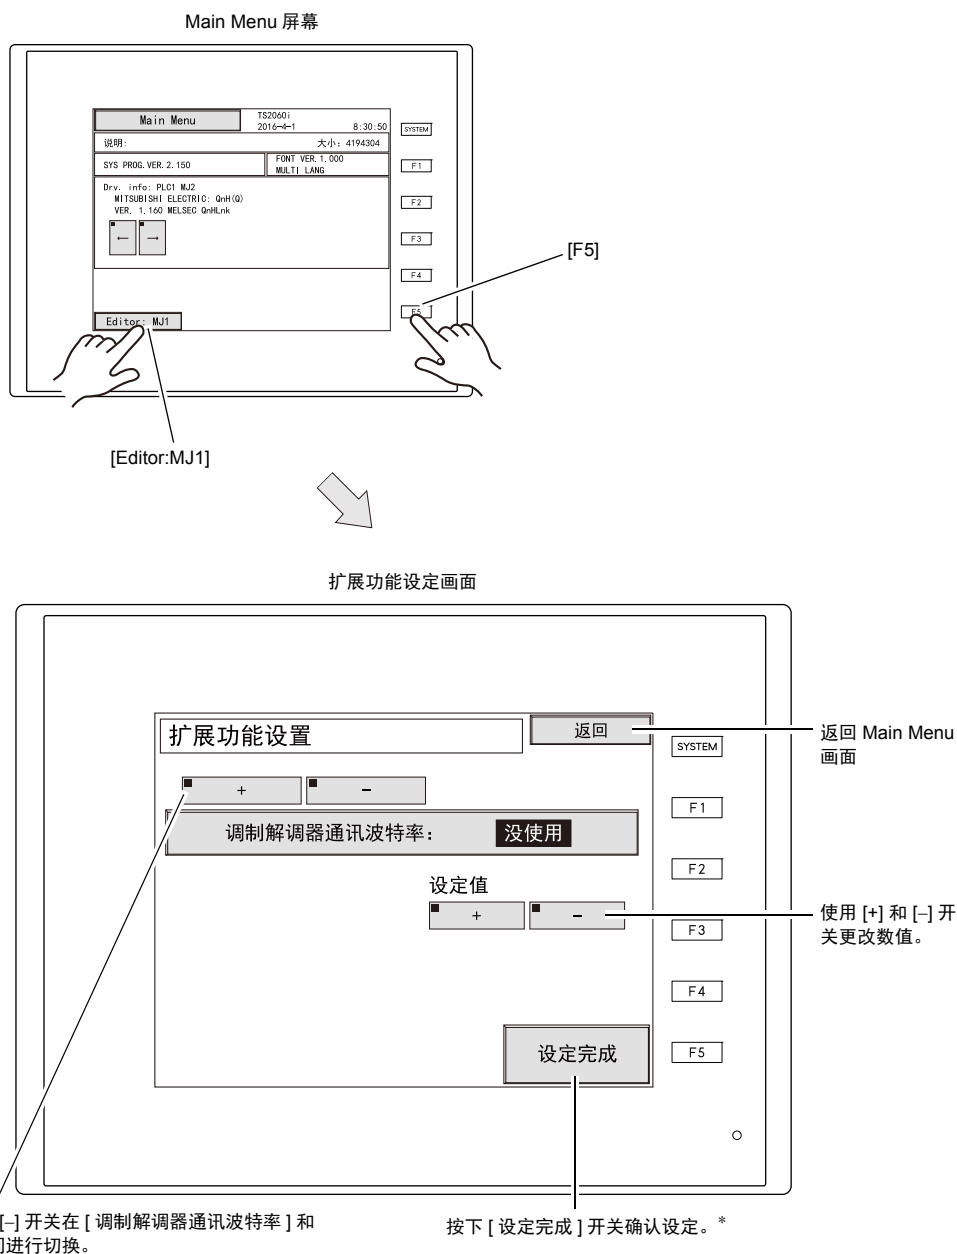 Main Menu 屏幕
Main Menu
TS2060i
2016-4-1 8:30:50
SYSTEM
说明: 大小: 4194304
SYS PROG. VER. 2. 150
FONT VER. 1. 000
MULTI LANG
F1
Drv. info: PLC1 MJ2
MITSUBISHI ELECTRIC: QnH(Q)
VER. 1.160 MELSEC QnHLnk
F2
← →
F3
[F5]
F4
Editor: MJ1
F5
[Editor:MJ1]
扩展功能设定画面
扩展功能设置
返回
返回 Main Menu
画面
SYSTEM
+ −
F1
调制解调器通讯波特率: 没使用
F2
设定值
+ −
使用 [+] 和 [–] 开
关更改数值。
F3
F4
设定完成
F5
[–] 开关在 [ 调制解调器通讯波特率 ] 和
进行切换。
按下 [ 设定完成 ] 开关确认设定。*